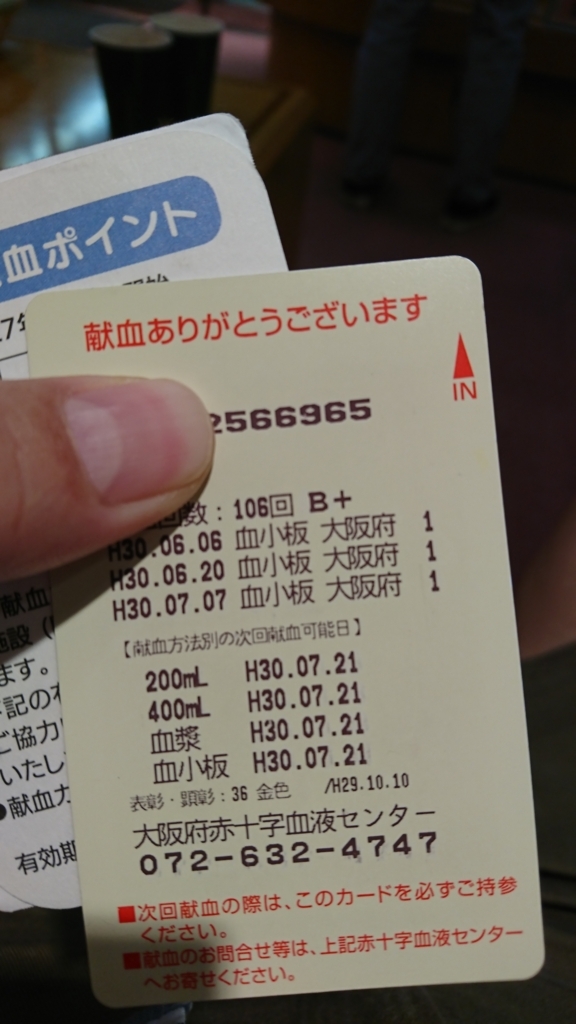 血ポイント
献血ありがとうございます
IN
2566965
回数:106回 B+
H30.06.06 血小板 大阪府 1
H30.06.20 血小板 大阪府 1
H30.07.07 血小板 大阪府 1
【献血方法別の次回献血可能日】
200mL H30.07.21
400mL H30.07.21
血漿 H30.07.21
血小板 H30.07.21
表彰・顕彰:36 金色 /H29.10.10
大阪府赤十字血液センター
072-632-4747
■次回献血の際は、このカードを必ずご持参
ください。
■献血のお問合せ等は、上記赤十字血液センター
へお寄せください。
献血
施設(
ます。
記の
ご協力
いたし
●献血カ
有効期